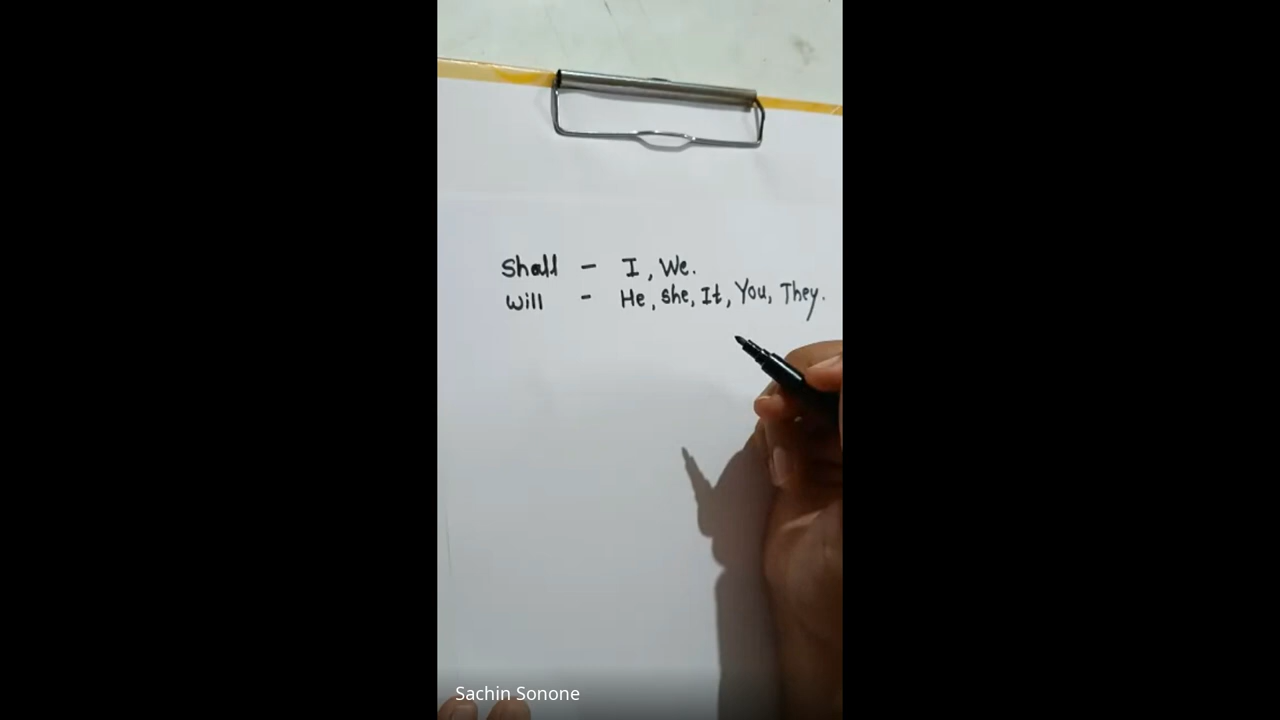 Shall - I, We.
Will - He, she, It, You, They.
Sachin Sonone